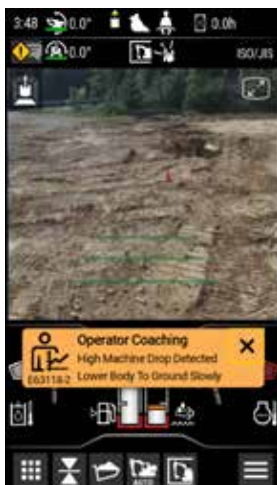 3:48 0.0° 0.0h
0.0° ISO/JIS
Operator Coaching
High Machine Drop Detected
E63118-2 Lower Body To Ground Slowly
AUTO